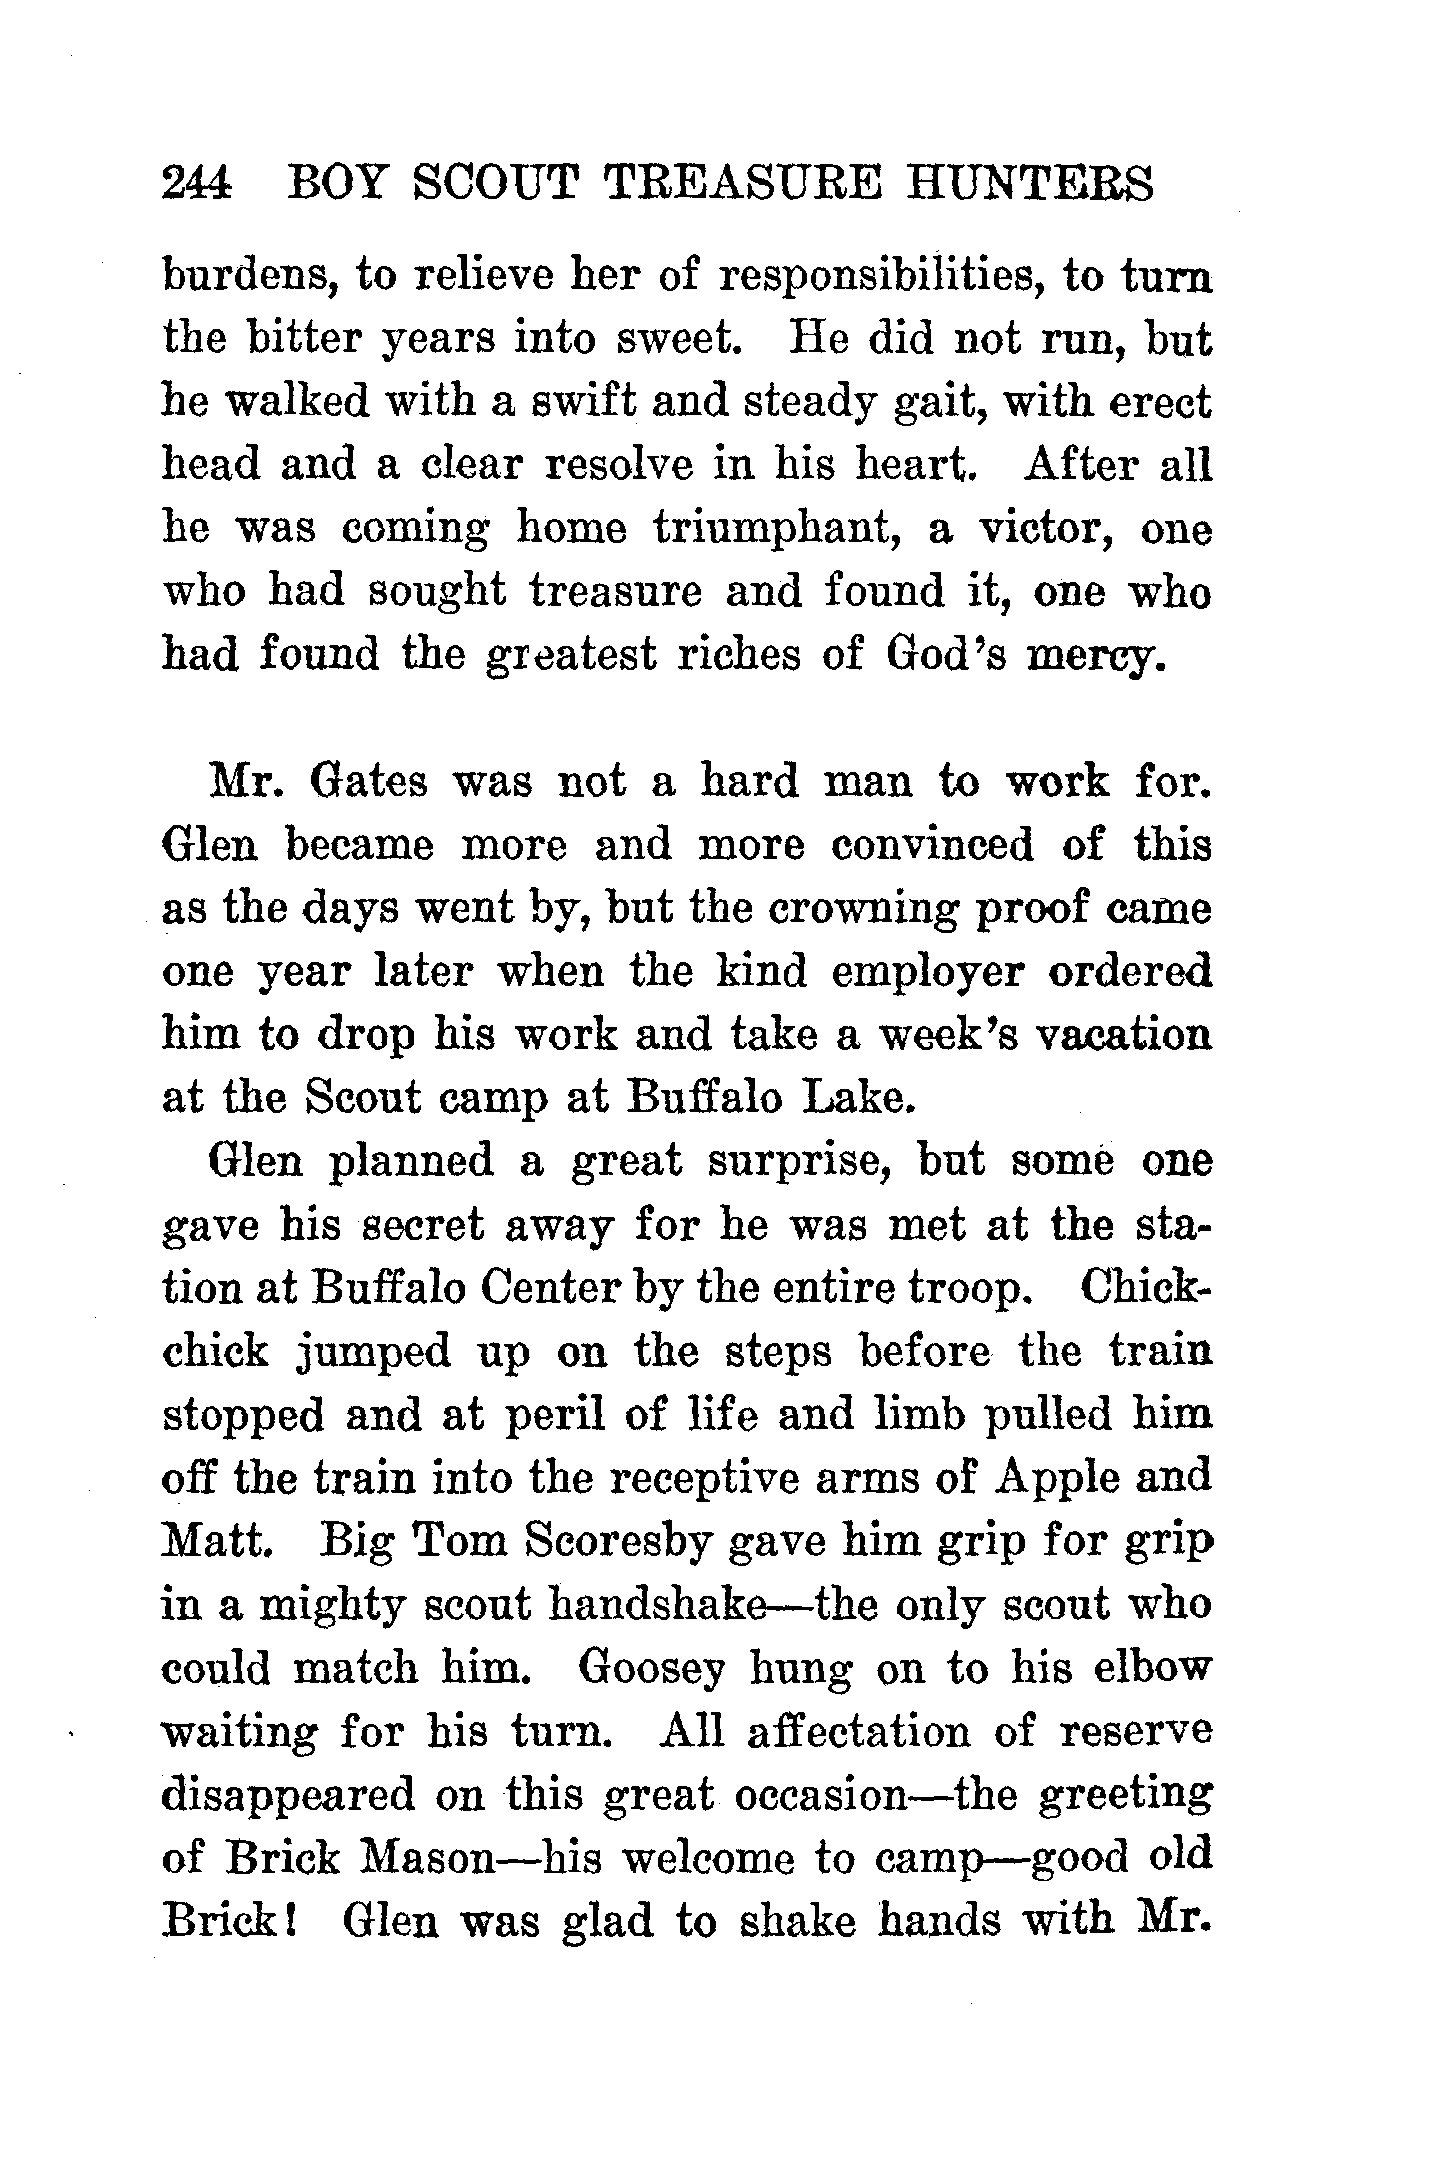 244 BOY SCOUT TREASURE HUNTERS
burdens, to relieve her of responsibilities, to turn
the bitter years into sweet. He did not run, but
he walked with a swift and steady gait, with erect
head and a clear resolve in his heart. After all
he was coming home triumphant, a victor, one
who had sought treasure and found it, one who
had found the greatest riches of God's mercy.
Mr. Gates was not a hard man to work for.
Glen became more and more convinced of this
as the days went by, but the crowning proof came
one year later when the kind employer ordered
him to drop his work and take a week's vacation
at the Scout camp at Buffalo Lake.
Glen planned a great surprise, but some one
gave his secret away for he was met at the sta-
tion at Buffalo Center by the entire troop. Chick-
chick jumped up on the steps before the train
stopped and at peril of life and limb pulled him
off the train into the receptive arms of Apple and
Matt. Big Tom Scoresby gave him grip for grip
in a mighty scout handshake—the only scout who
could match him. Goosey hung on to his elbow
waiting for his turn. All affectation of reserve
disappeared on this great occasion—the greeting
of Brick Mason—his welcome to camp—good old
Brick! Glen was glad to shake hands with Mr.